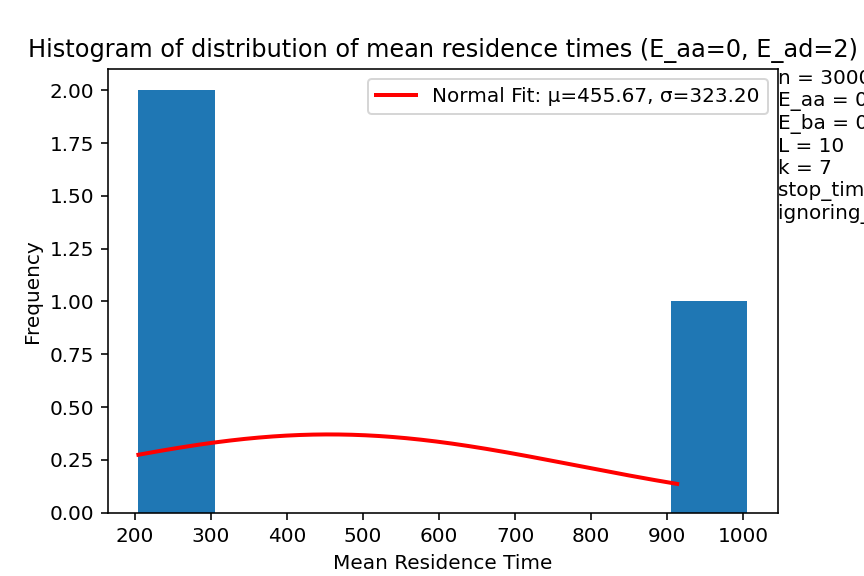 Histogram of distribution of mean residence times (E_aa=0, E_ad=2)
Normal Fit: μ=455.67, σ=323.20
n = 3000
E_aa = 0
E_ba = 0
L = 10
k = 7
stop_tim
ignoring_
Frequency
2.00
1.75
1.50
1.25
1.00
0.75
0.50
0.25
0.00
200 300 400 500 600 700 800 900 1000
Mean Residence Time